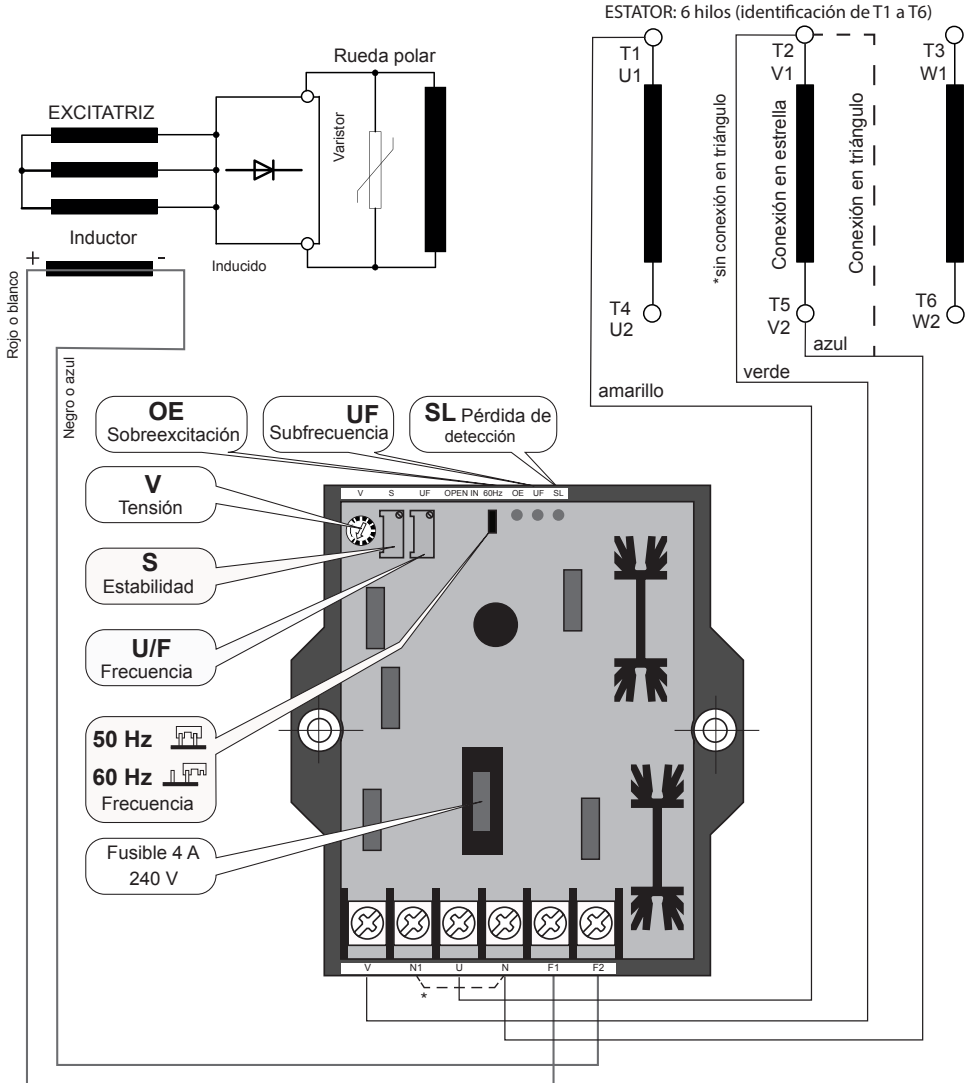 ESTATOR: 6 hilos (identificación de T1 a T6)
Rueda polar
EXCITATRIZ
Varistor
Inductor
+
-
Inducido
Rojo o blanco
Negro o azul
T1
U1
T2
V1
T3
W1
*sin conexión en triángulo
Conexión en estrella
Conexión en triángulo
T4
U2
T5
V2
T6
W2
azul
verde
amarillo
OE
Sobreexcitación
UF
Subfrecuencia
SL Pérdida de
detección
V
Tensión
S
Estabilidad
U/F
Frecuencia
50 Hz
60 Hz
Frecuencia
Fusible 4 A
240 V
V S UF OPEN IN 60Hz OE UF SL
V N1 U N F1 F2
*